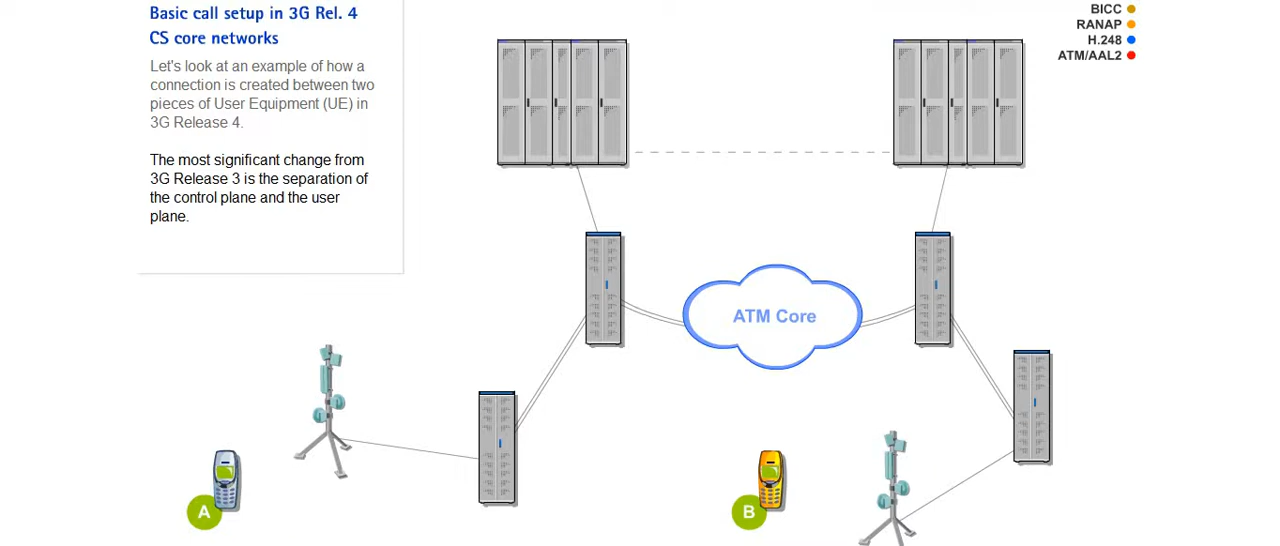 Basic call setup in 3G Rel. 4
CS core networks
Let's look at an example of how a
connection is created between two
pieces of User Equipment (UE) in
3G Release 4.
The most significant change from
3G Release 3 is the separation of
the control plane and the user
plane.
BICC
RANAP
H.248
ATM/AAL2
ATM Core
A
B